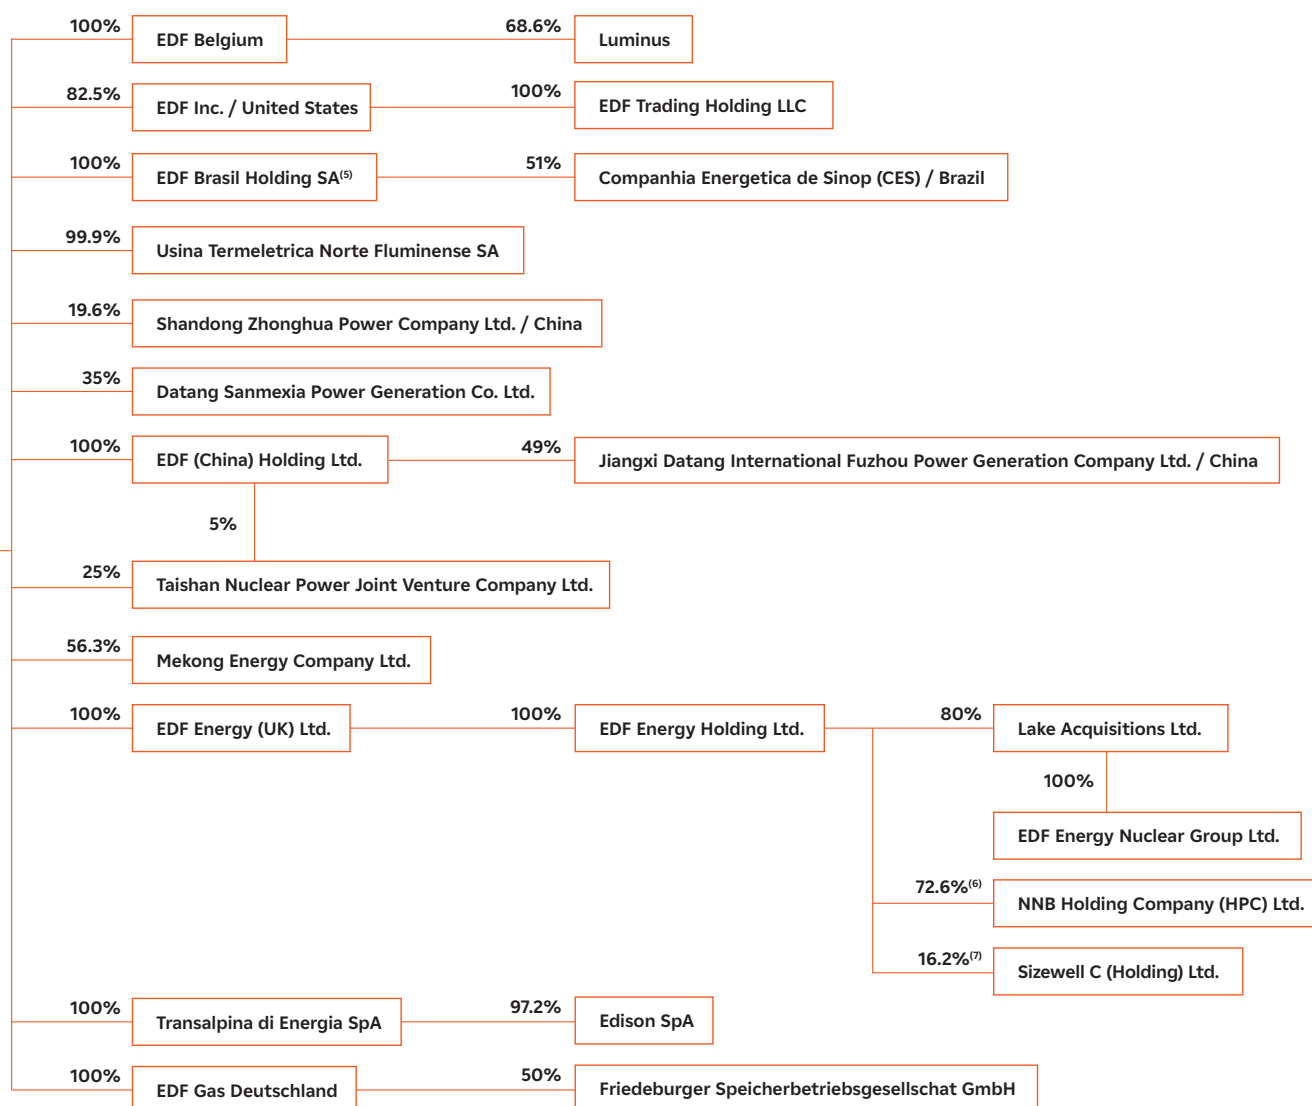 100%
EDF Belgium
68.6%
Luminus
82.5%
EDF Inc. / United States
100%
EDF Trading Holding LLC
100%
EDF Brasil Holding SA(5)
51%
Companhia Energetica de Sinop (CES) / Brazil
99.9%
Usina Termeletrica Norte Fluminense SA
19.6%
Shandong Zhonghua Power Company Ltd. / China
35%
Datang Sanmexia Power Generation Co. Ltd.
100%
EDF (China) Holding Ltd.
49%
Jiangxi Datang International Fuzhou Power Generation Company Ltd. / China
5%
25%
Taishan Nuclear Power Joint Venture Company Ltd.
56.3%
Mekong Energy Company Ltd.
100%
EDF Energy (UK) Ltd.
100%
EDF Energy Holding Ltd.
80%
Lake Acquisitions Ltd.
100%
EDF Energy Nuclear Group Ltd.
72.6%(6)
NNB Holding Company (HPC) Ltd.
16.2%(7)
Sizewell C (Holding) Ltd.
100%
Transalpina di Energia SpA
97.2%
Edison SpA
100%
EDF Gas Deutschland
50%
Friedeburger Speicherbetriebsgesellschat GmbH